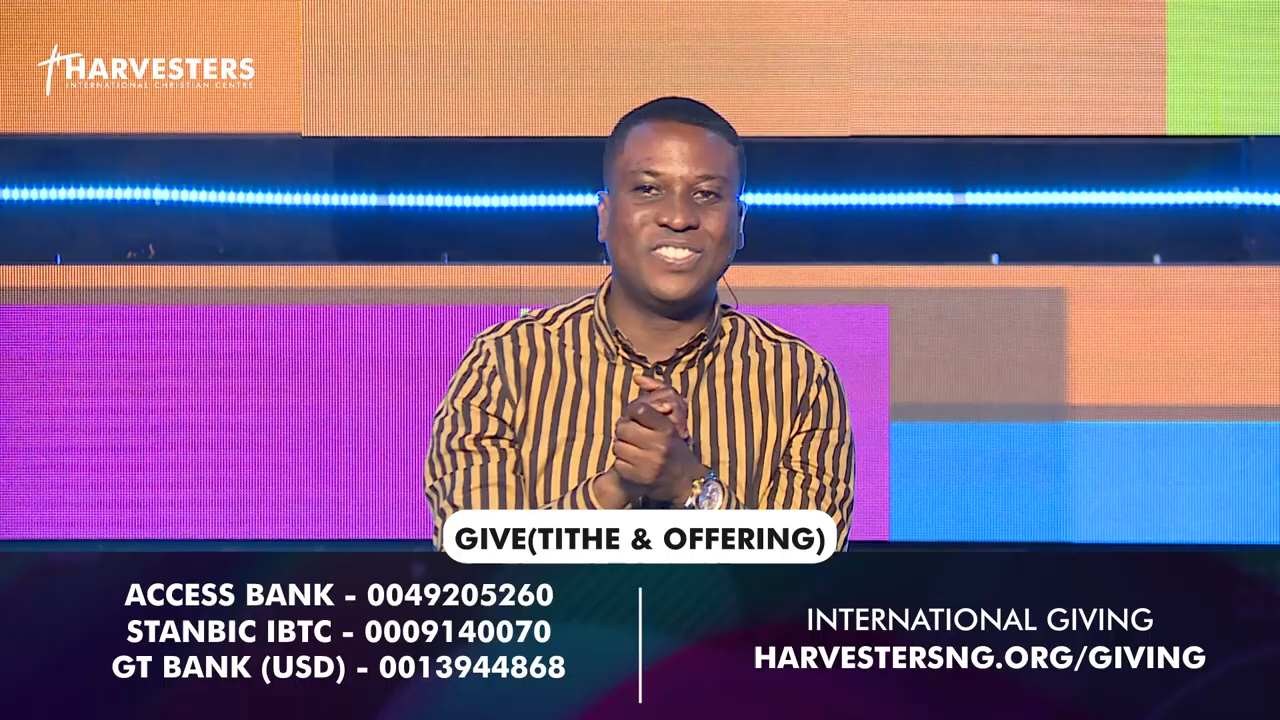 HARVESTERS
INTERNATIONAL CHRISTIAN CENTRE
GIVE(TITHE & OFFERING)
ACCESS BANK - 0049205260
STANBIC IBTC - 0009140070
GT BANK (USD) - 0013944868
INTERNATIONAL GIVING
HARVESTERSNG.ORG/GIVING